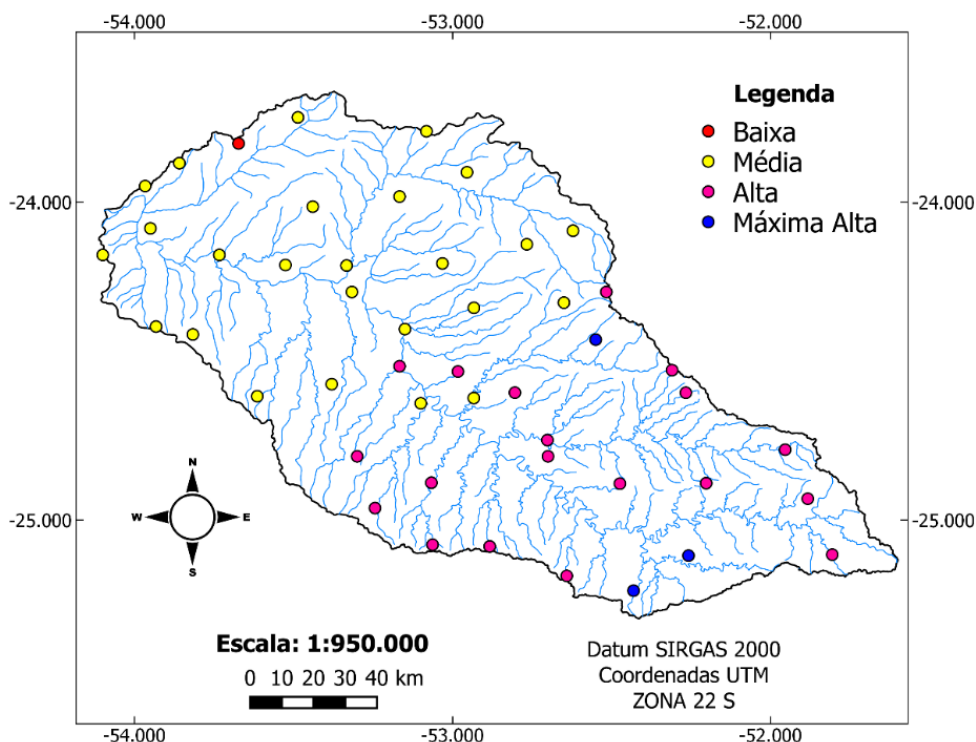 -54.000 -53.000 -52.000
Legenda
Baixa
Média
Alta
Máxima Alta
-24.000 -24.000
N
W E
S
-25.000 -25.000
Escala: 1:950.000
0 10 20 30 40 km
Datum SIRGAS 2000
Coordenadas UTM
ZONA 22 S
-54.000 -53.000 -52.000